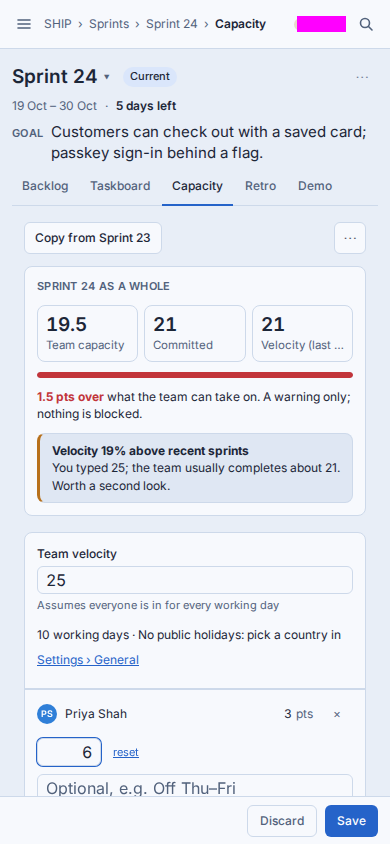 SHIP › Sprints › Sprint 24 › Capacity
Sprint 24 ▾ Current ...
19 Oct – 30 Oct · 5 days left
GOAL Customers can check out with a saved card;
passkey sign-in behind a flag.
Backlog Taskboard Capacity Retro Demo
Copy from Sprint 23 ...
SPRINT 24 AS A WHOLE
19.5 21 21
Team capacity Committed Velocity (last ...
1.5 pts over what the team can take on. A warning only;
nothing is blocked.
Velocity 19% above recent sprints
You typed 25; the team usually completes about 21.
Worth a second look.
Team velocity
25
Assumes everyone is in for every working day
10 working days · No public holidays: pick a country in
Settings › General
PS Priya Shah 3 pts ×
6 reset
Optional, e.g. Off Thu–Fri
Discard Save